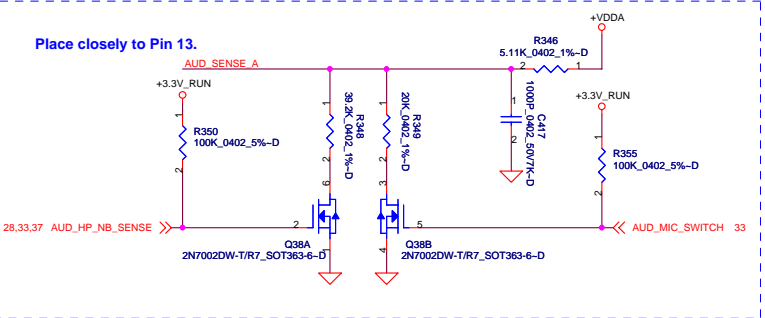 Place closely to Pin 13.
+VDDA
R346
5.11K_0402_1%~D
2 1
AUD_SENSE_A
+3.3V_RUN
+3.3V_RUN
1
R350
100K_0402_5%~D
2
1
R348
39.2K_0402_1%~D
2
1
R349
20K_0402_1%~D
2
1
C417
1000P_0402_50V7K~D
2
1
R355
100K_0402_5%~D
2
6
3
28,33,37 AUD_HP_NB_SENSE
2
5
AUD_MIC_SWITCH 33
Q38A
2N7002DW-T/R7_SOT363-6~D
1
Q38B
2N7002DW-T/R7_SOT363-6~D
4